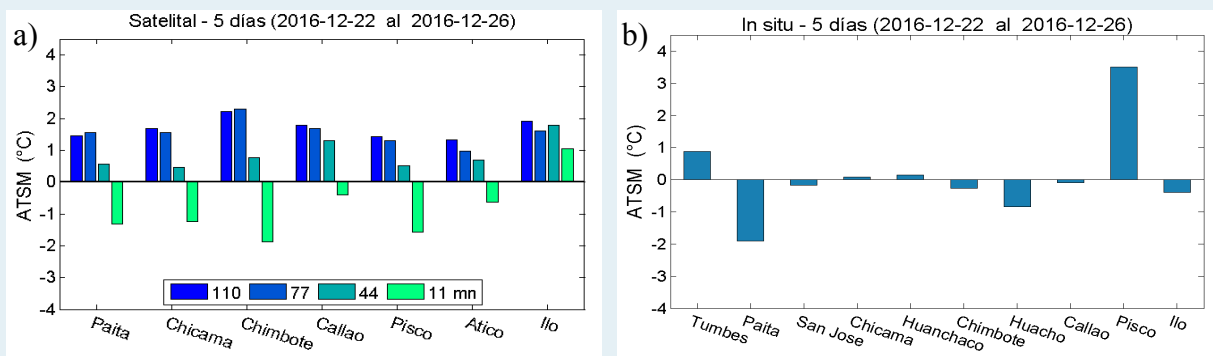 a)
Satelital - 5 días (2016-12-22 al 2016-12-26)
ATSM (°C)
4
3
2
1
0
-1
-2
-3
-4
110 77 44 11 mn
Paita Chicama Chimbote Callao Pisco Atico Ilo
b)
In situ - 5 días (2016-12-22 al 2016-12-26)
ATSM (°C)
4
3
2
1
0
-1
-2
-3
-4
Tumbes Paita San Jose Chicama Huanchaco Chimbote Huacho Callao Pisco Ilo